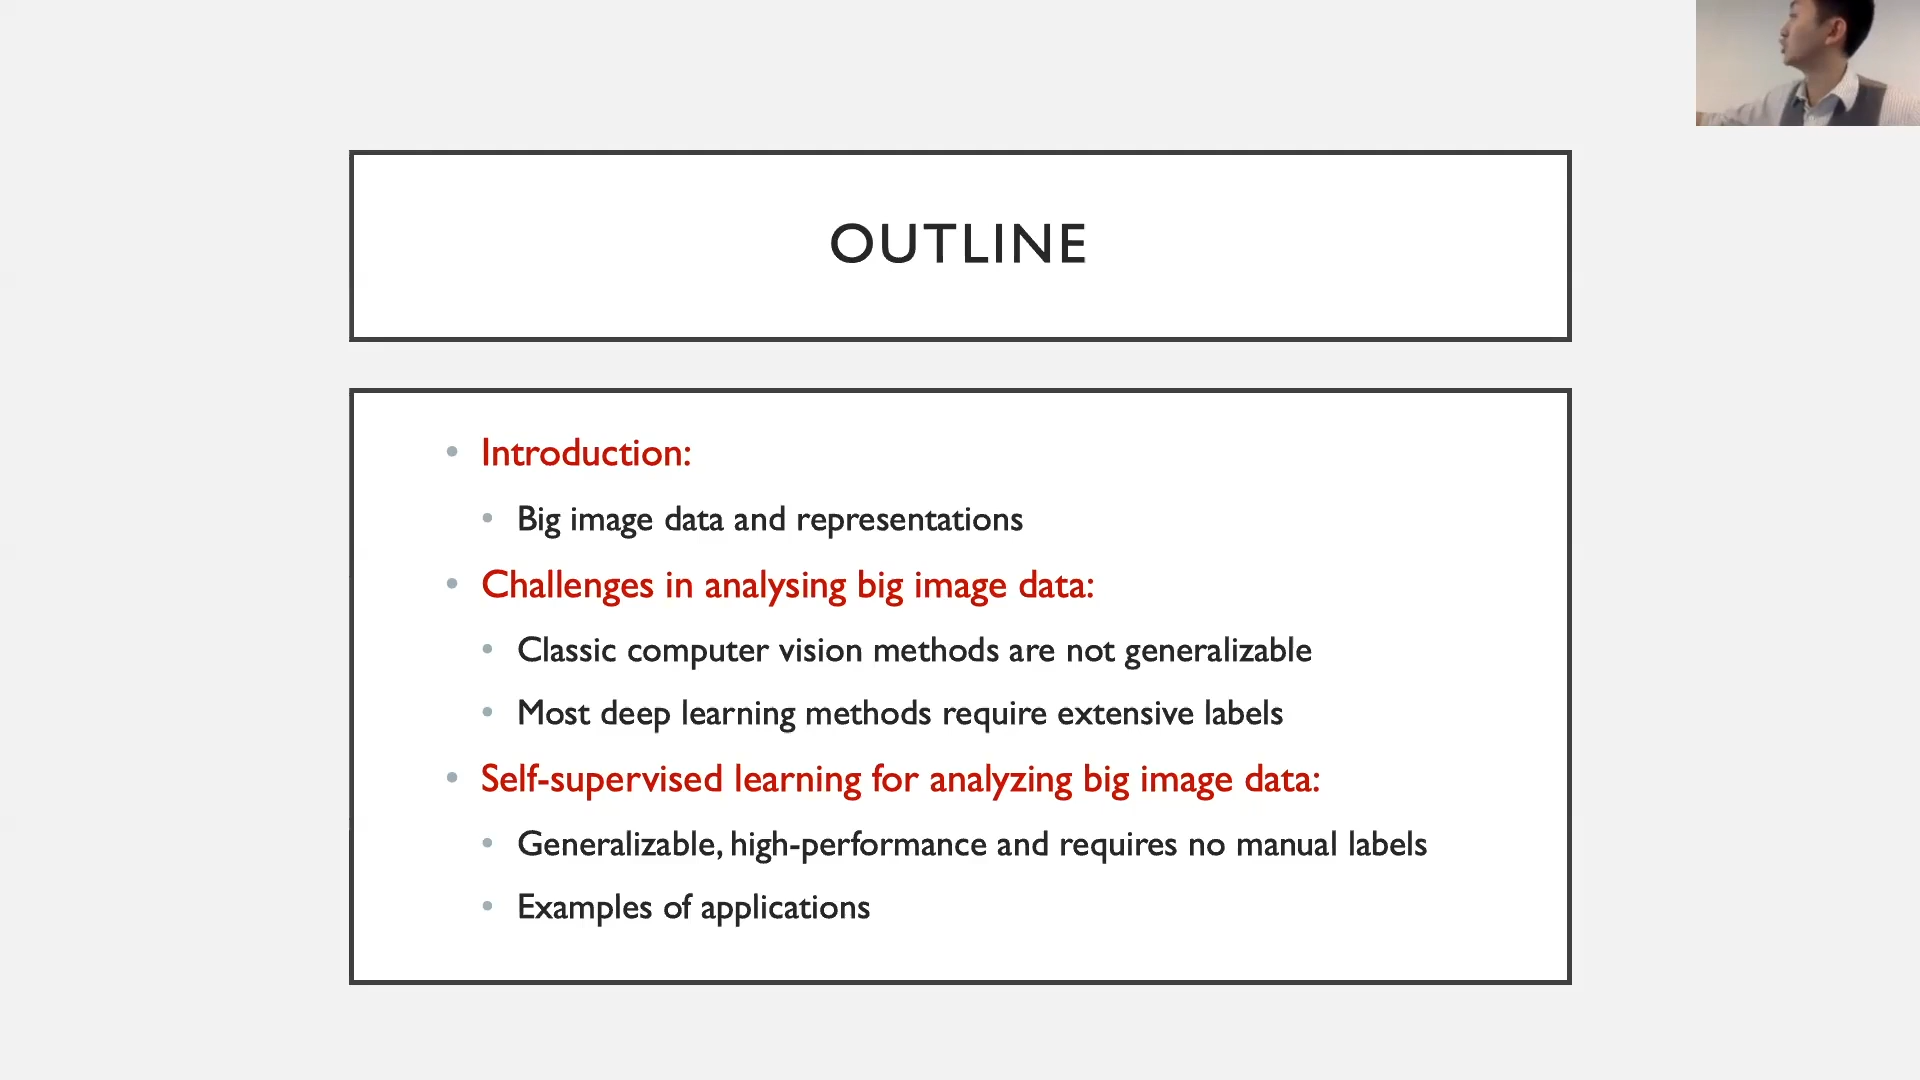 OUTLINE
• Introduction:
• Big image data and representations
• Challenges in analysing big image data:
• Classic computer vision methods are not generalizable
• Most deep learning methods require extensive labels
• Self-supervised learning for analyzing big image data:
• Generalizable, high-performance and requires no manual labels
• Examples of applications